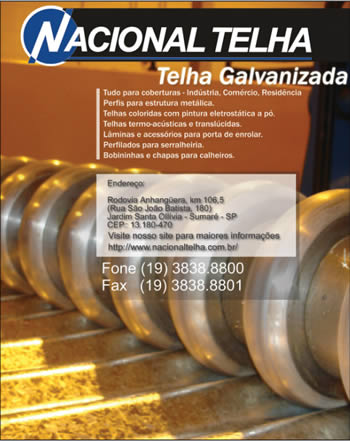 NACIONAL TELHA
Telha Galvanizada
Tudo para coberturas - Indústria, Comércio, Residência
Perfis para estrutura metálica.
Telhas coloridas com pintura eletrostática a pó.
Telhas termo-acústicas e translúcidas.
Lâminas e acessórios para porta de enrolar.
Perfilados para serralheria.
Bobininhas e chapas para calheiros.
Endereço:
Rodovia Anhangüera, km 106,5
(Rua São João Batista, 180)
Jardim Santa Olílvia - Sumaré - SP
CEP: 13.180-470
Visite nosso site para maiores informações
http://www.nacionaltelha.com.br/
Fone (19) 3838.8800
Fax (19) 3838.8801